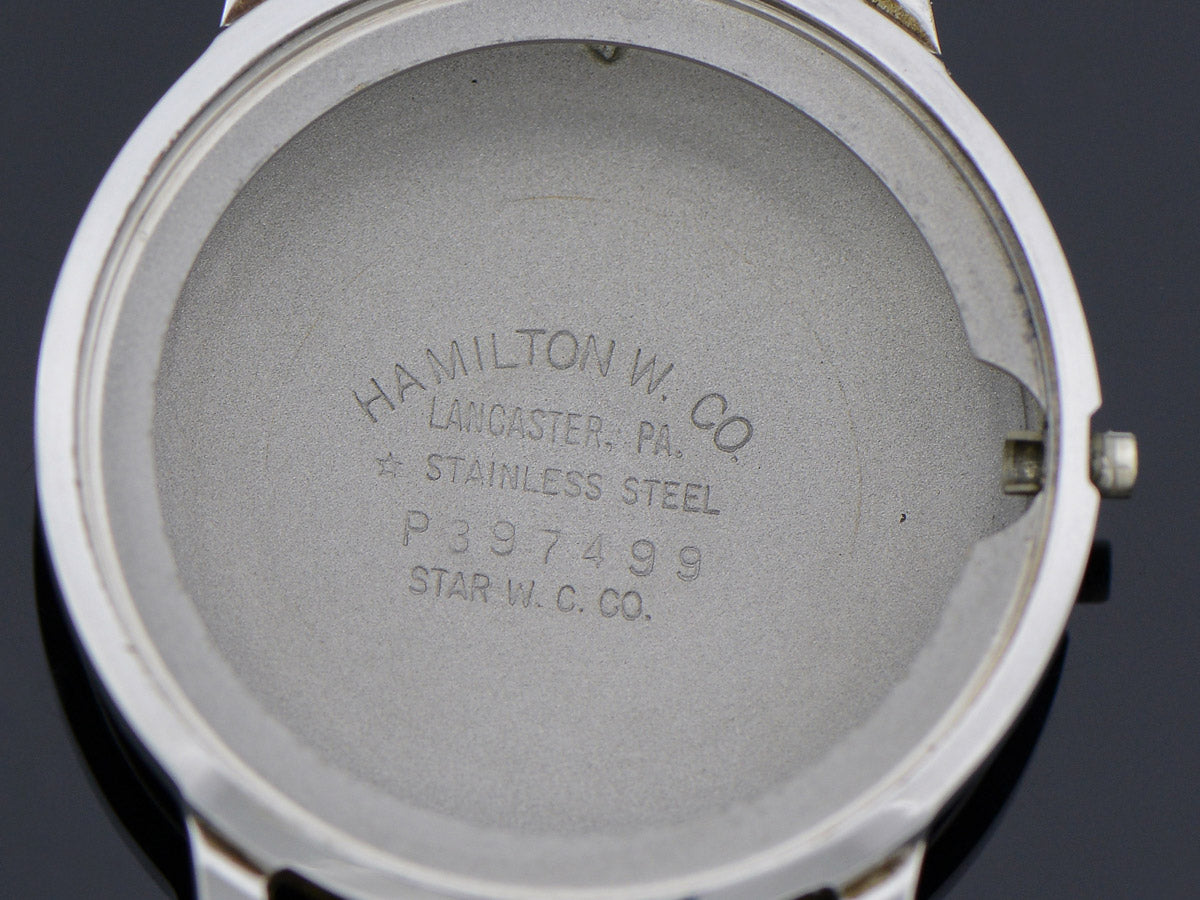 HAMILTON W. CO.
LANCASTER, PA.
☆ STAINLESS STEEL
P397499
STAR W. C. CO.